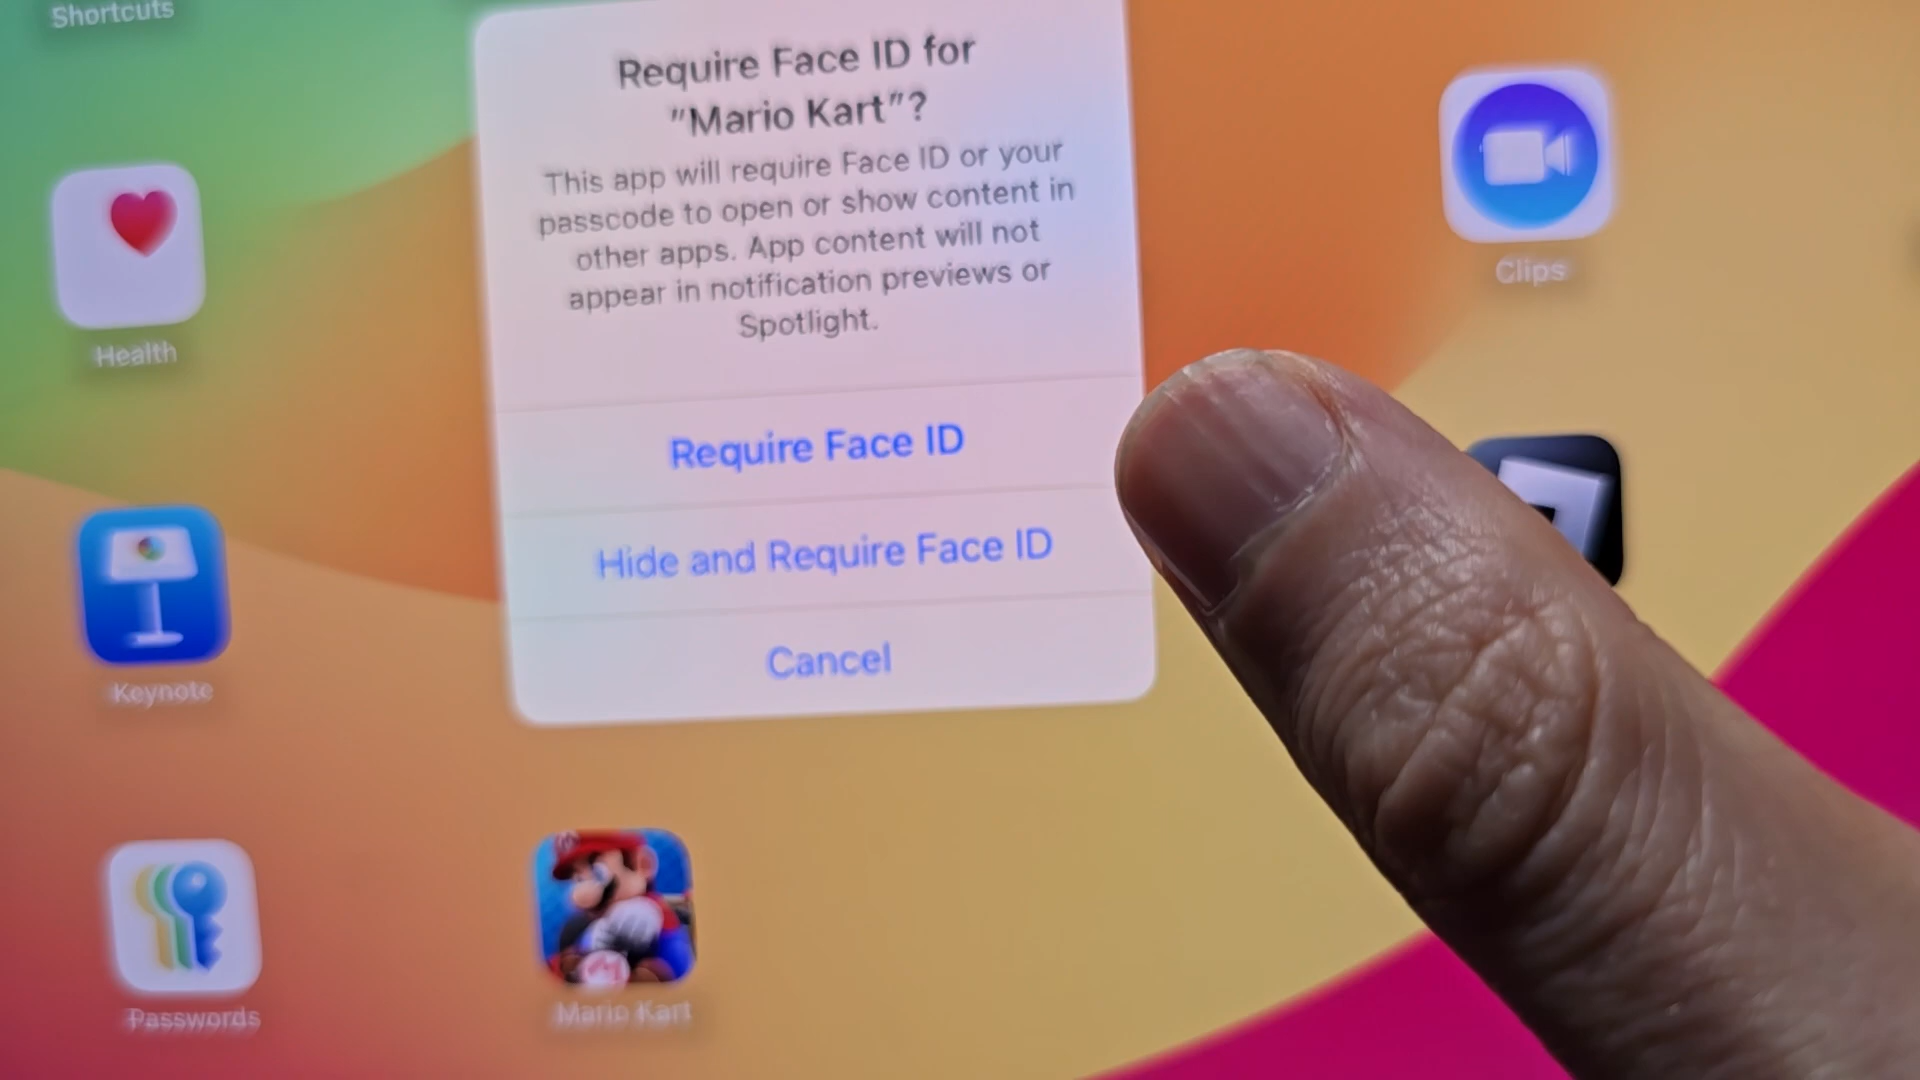 Shortcuts
Require Face ID for
"Mario Kart"?
This app will require Face ID or your
passcode to open or show content in
other apps. App content will not
appear in notification previews or
Spotlight.
Require Face ID
Hide and Require Face ID
Cancel
Clips
Health
Keynote
Passwords
Mario Kart